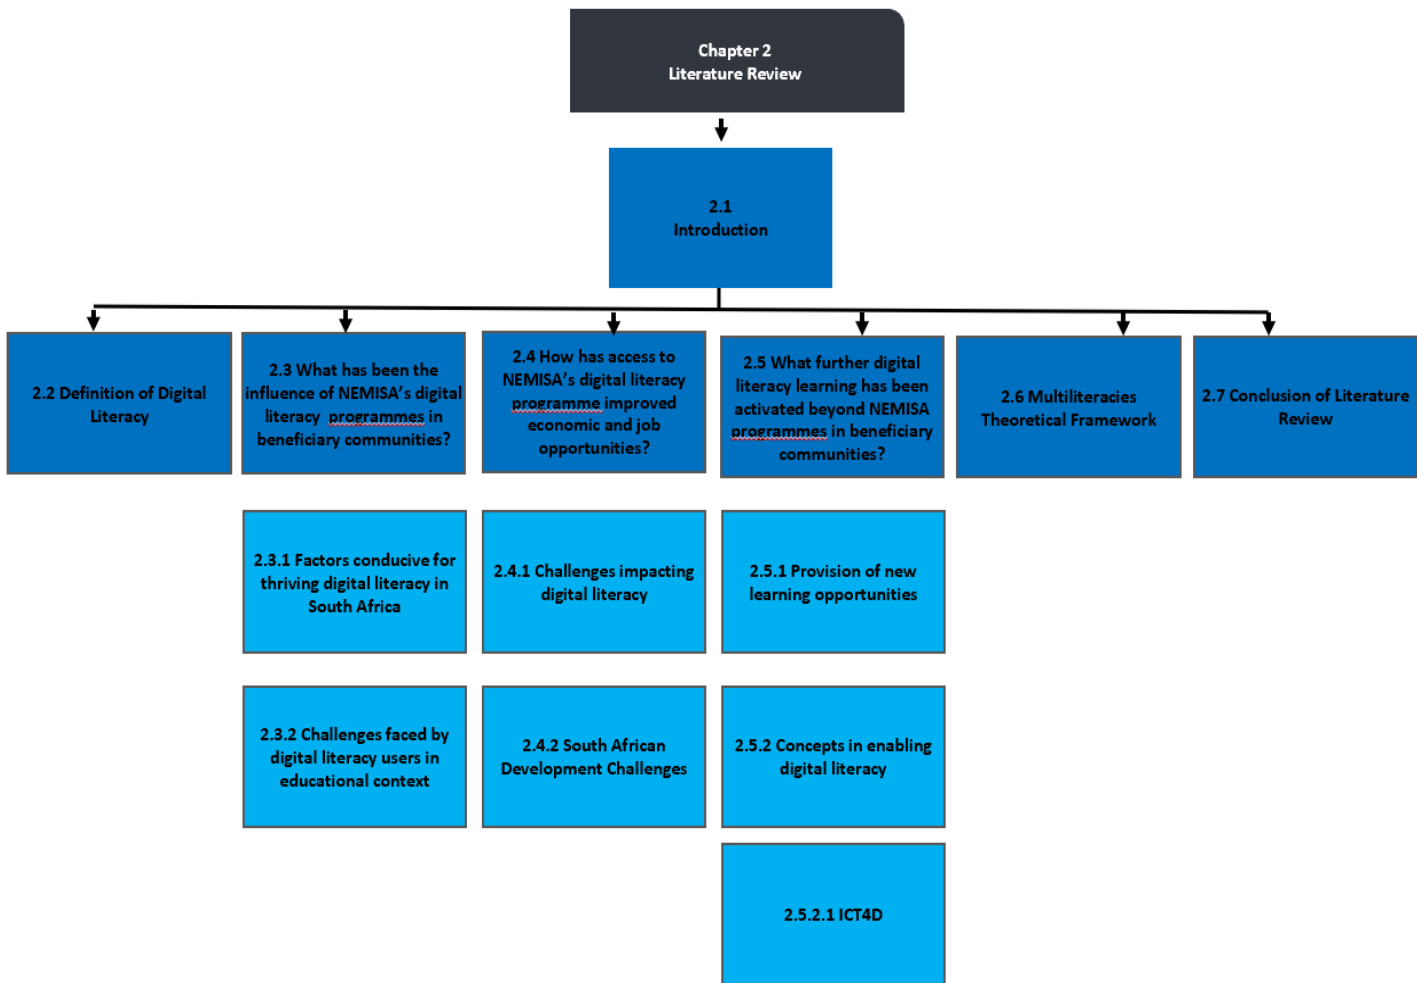 Chapter 2
Literature Review
2.1
Introduction
2.2 Definition of Digital
Literacy
2.3 What has been the
influence of NEMISA's digital
literacy programmes in
beneficiary communities?
2.4 How has access to
NEMISA's digital literacy
programme improved
economic and job
opportunities?
2.5 What further digital
literacy learning has been
activated beyond NEMISA
programmes in beneficiary
communities?
2.6 Multiliteracies
Theoretical Framework
2.7 Conclusion of Literature
Review
2.3.1 Factors conducive for
thriving digital literacy in
South Africa
2.4.1 Challenges impacting
digital literacy
2.5.1 Provision of new
learning opportunities
2.3.2 Challenges faced by
digital literacy users in
educational context
2.4.2 South African
Development Challenges
2.5.2 Concepts in enabling
digital literacy
2.5.2.1 ICT4D